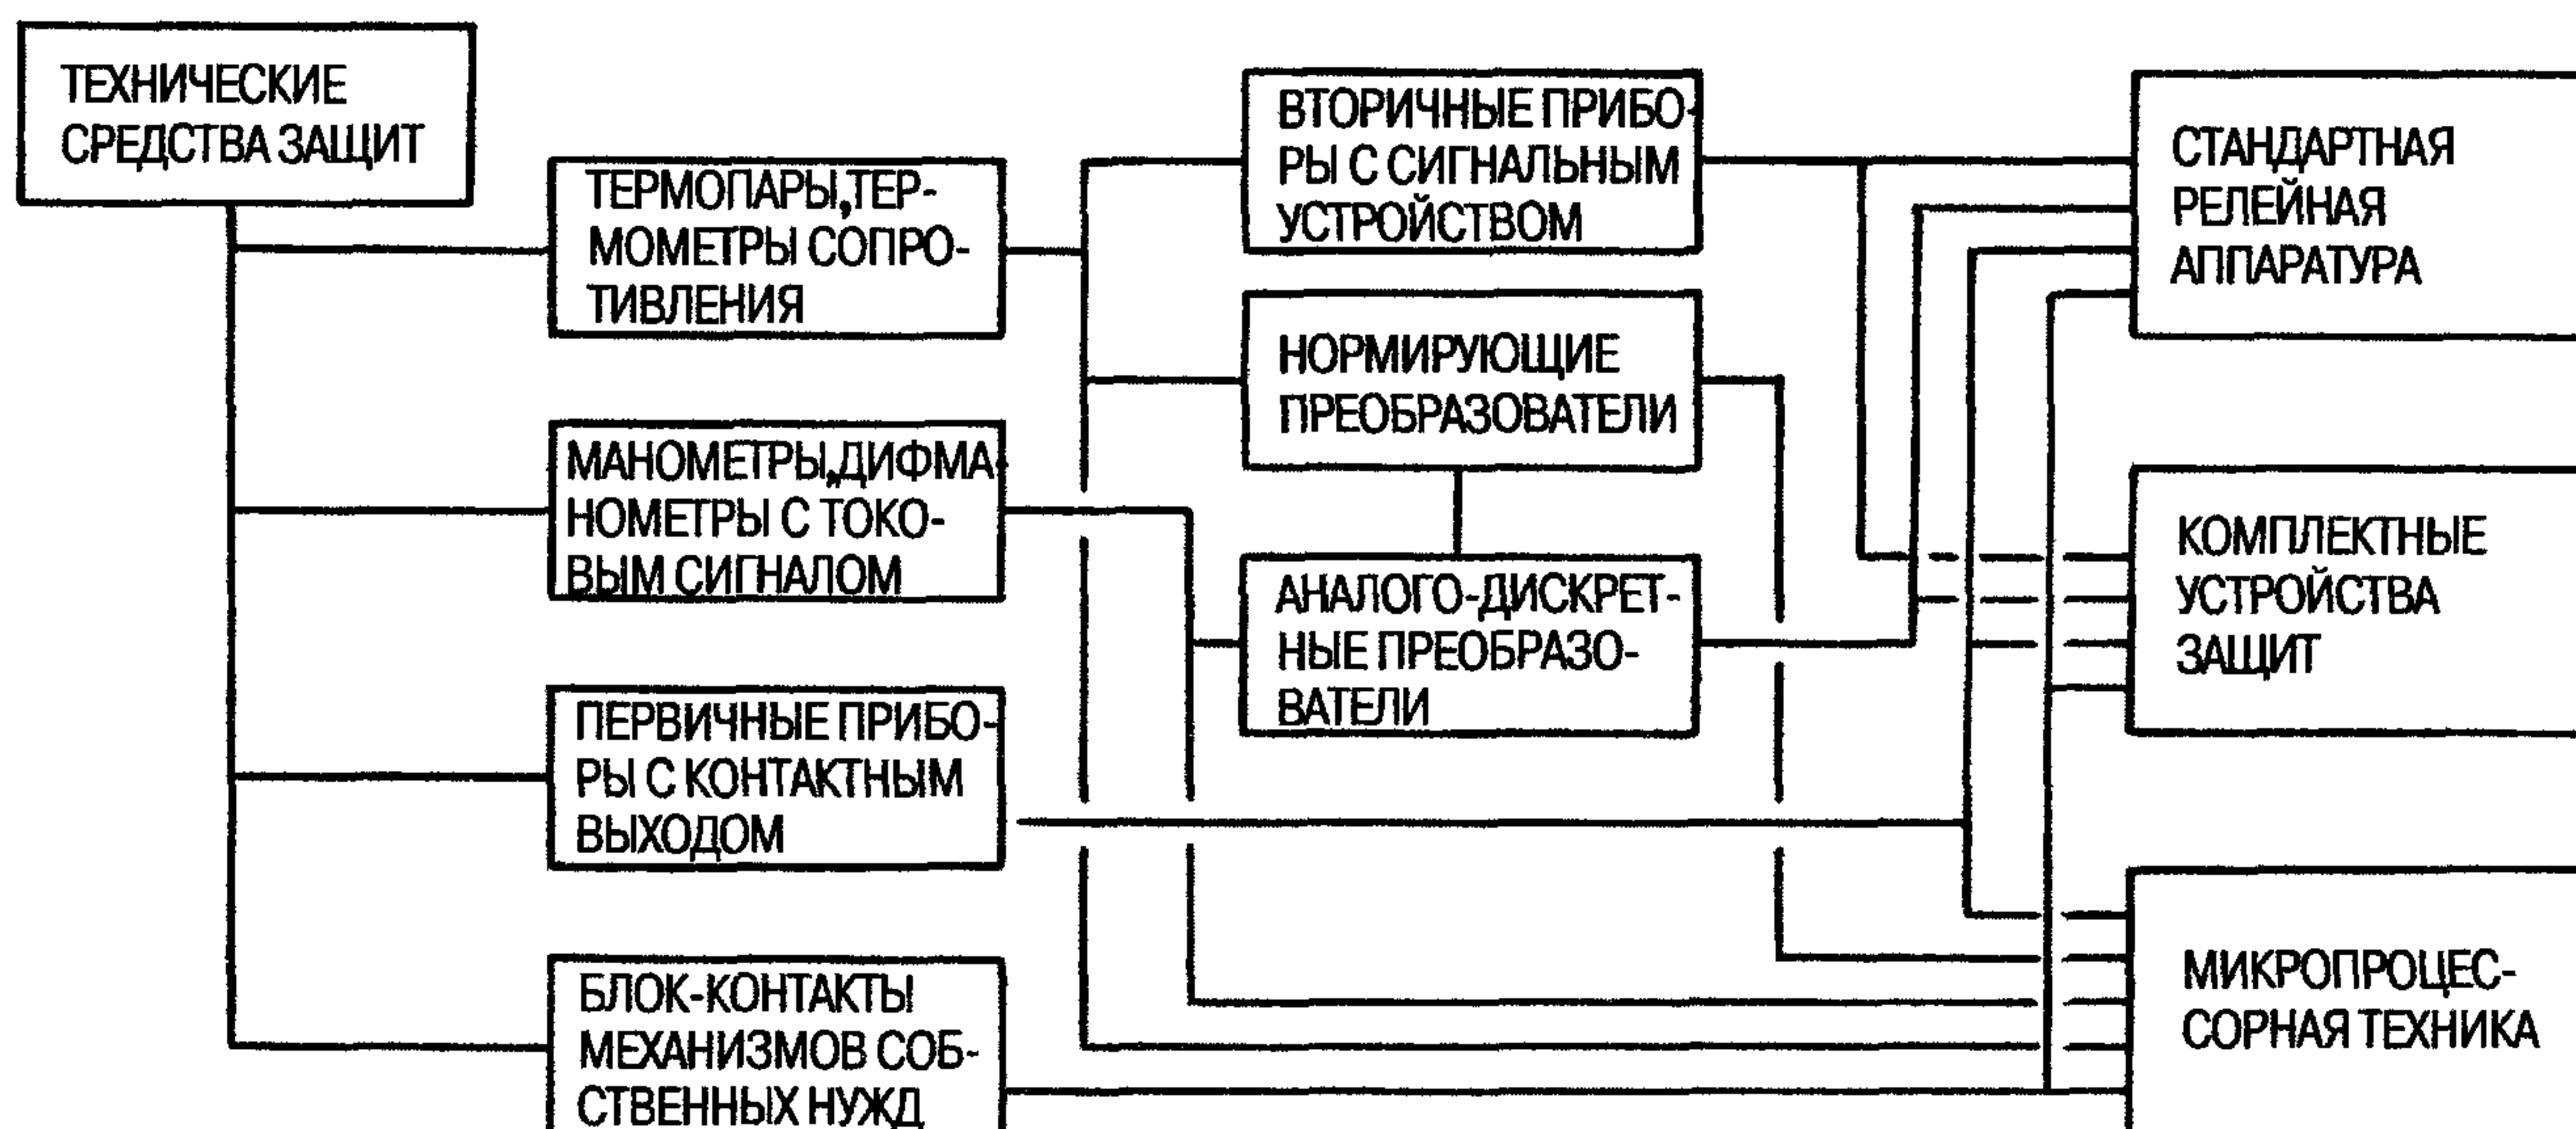 ТЕХНИЧЕСКИЕ
СРЕДСТВА ЗАЩИТ
ТЕРМОПАРЫ,ТЕР-
МОМЕТРЫ СОПРО-
ТИВЛЕНИЯ
МАНОМЕТРЫ,ДИФМА-
НОМЕТРЫ С ТОКО-
ВЫМ СИГНАЛОМ
ПЕРВИЧНЫЕ ПРИБО-
РЫ С КОНТАКТНЫМ
ВЫХОДОМ
БЛОК-КОНТАКТЫ
МЕХАНИЗМОВ СОБ-
СТВЕННЫХ НУЖД
ВТОРИЧНЫЕ ПРИБО-
РЫ С СИГНАЛЬНЫМ
УСТРОЙСТВОМ
НОРМИРУЮЩИЕ
ПРЕОБРАЗОВАТЕЛИ
АНАЛОГО-ДИСКРЕТ-
НЫЕ ПРЕОБРАЗО-
ВАТЕЛИ
СТАНДАРТНАЯ
РЕЛЕЙНАЯ
АППАРАТУРА
КОМПЛЕКТНЫЕ
УСТРОЙСТВА
ЗАЩИТ
МИКРОПРОЦЕС-
СОРНАЯ ТЕХНИКА